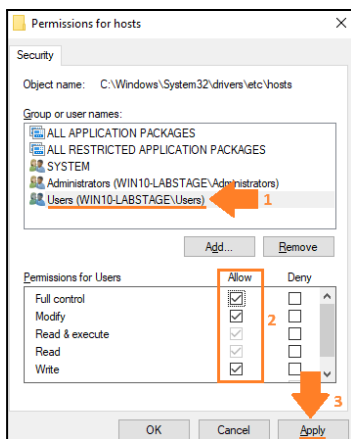 Permissions for hosts
Security
Object name: C:\Windows\System32\drivers\etc\hosts
Group or user names:
ALL APPLICATION PACKAGES
ALL RESTRICTED APPLICATION PACKAGES
SYSTEM
Administrators (WIN10-LABSTAGE\Administrators)
Users (WIN10-LABSTAGE\Users) 1
Add... Remove
Permissions for Users Allow Deny
Full control
Modify 2
Read & execute
Read
Write
3
OK Cancel Apply